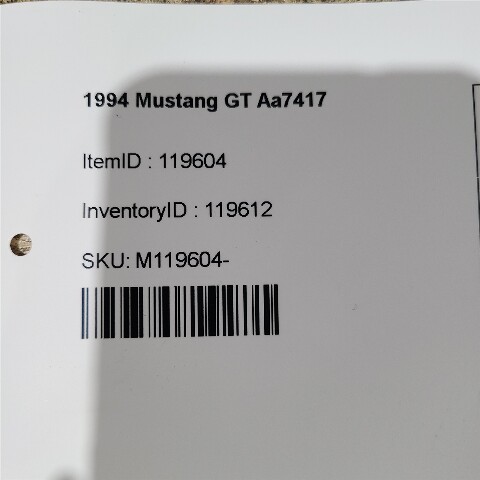 1994 Mustang GT Aa7417
ItemID : 119604
InventoryID : 119612
SKU: M119604-